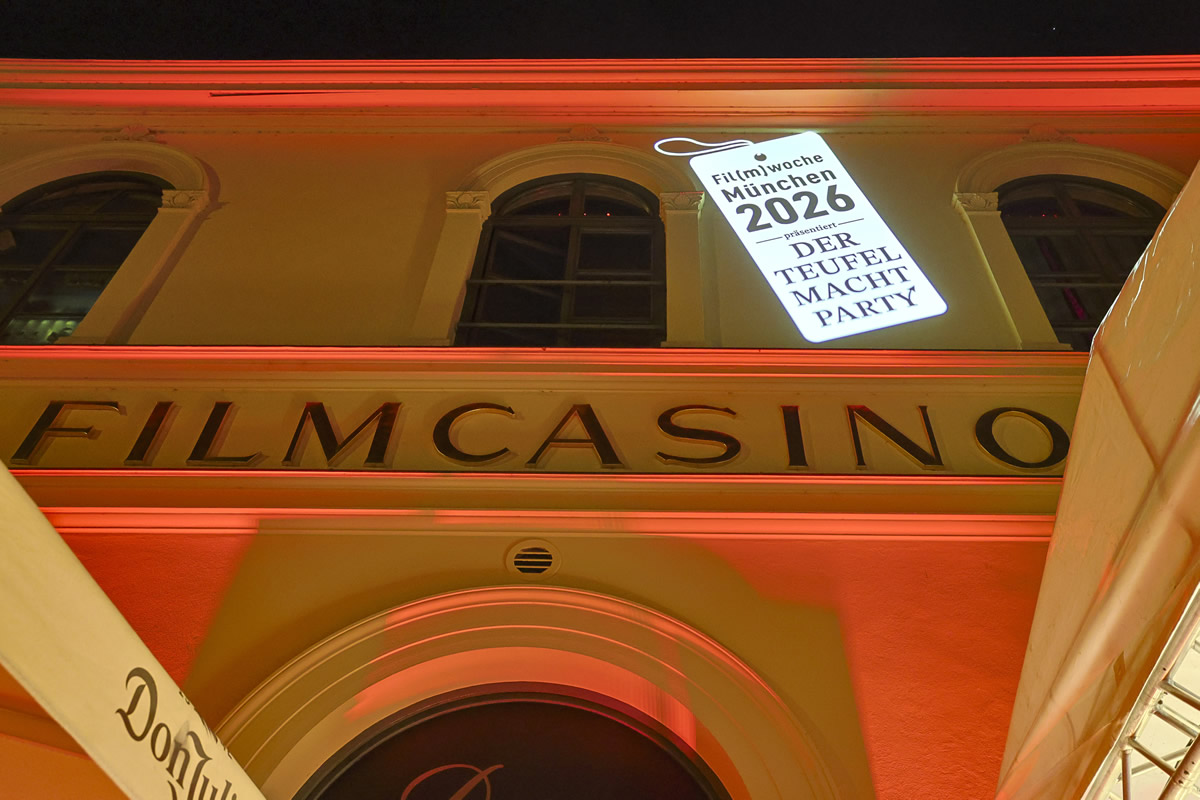 Fil(m)woche
München
2026
präsentiert
DER
TEUFEL
MACHT
PARTY
FILMCASINO